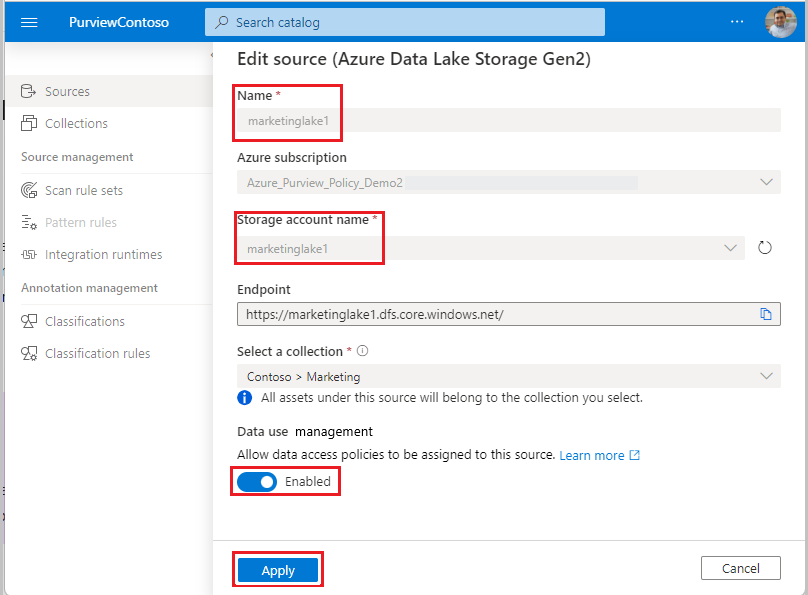 PurviewContoso
Search catalog
Sources
Collections
Source management
Scan rule sets
Pattern rules
Integration runtimes
Annotation management
Classifications
Classification rules
Edit source (Azure Data Lake Storage Gen2)
Name *
marketinglake1
Azure subscription
Azure_Purview_Policy_Demo2
Storage account name *
marketinglake1
Endpoint
https://marketinglake1.dfs.core.windows.net/
Select a collection *
Contoso > Marketing
All assets under this source will belong to the collection you select.
Data use management
Allow data access policies to be assigned to this source. Learn more
Enabled
Apply
Cancel